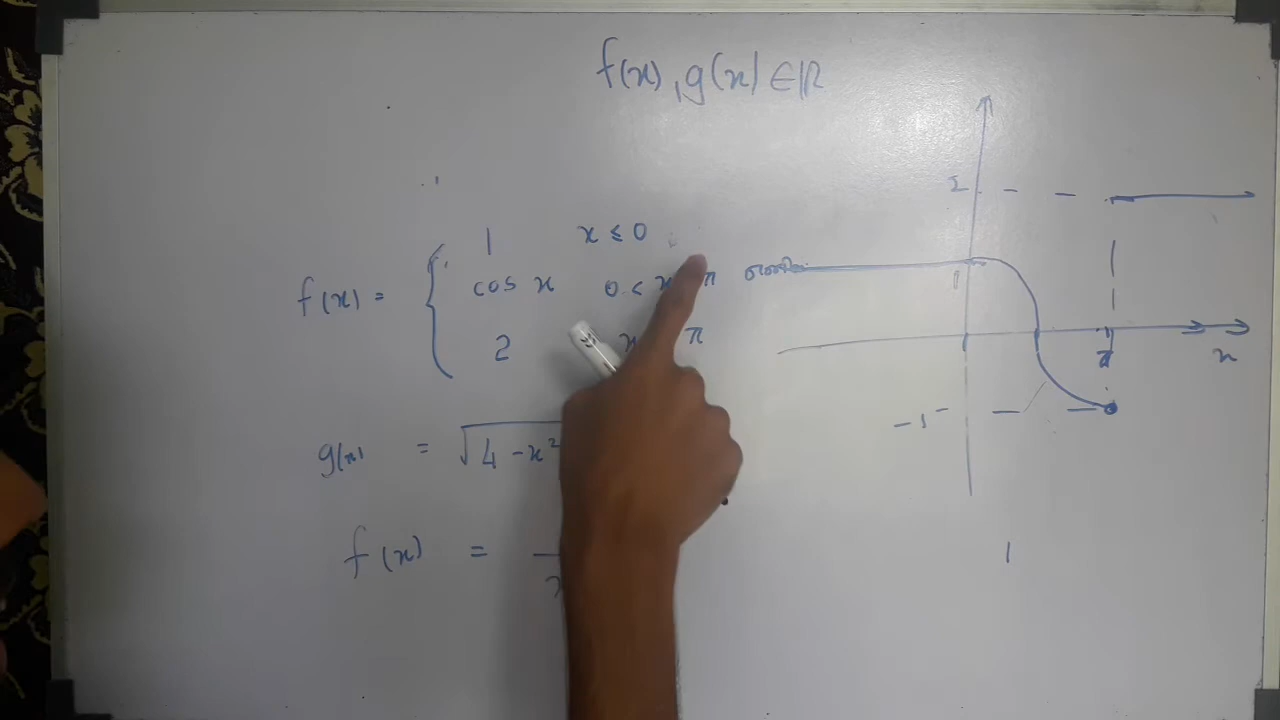 f(x), g(x) ∈ ℝ
f(x) = {
1 x ≤ 0
cos x 0 < x π
2 x π
g(x) = √4 - x²
f(x) =
2
1
-1
π
x
1